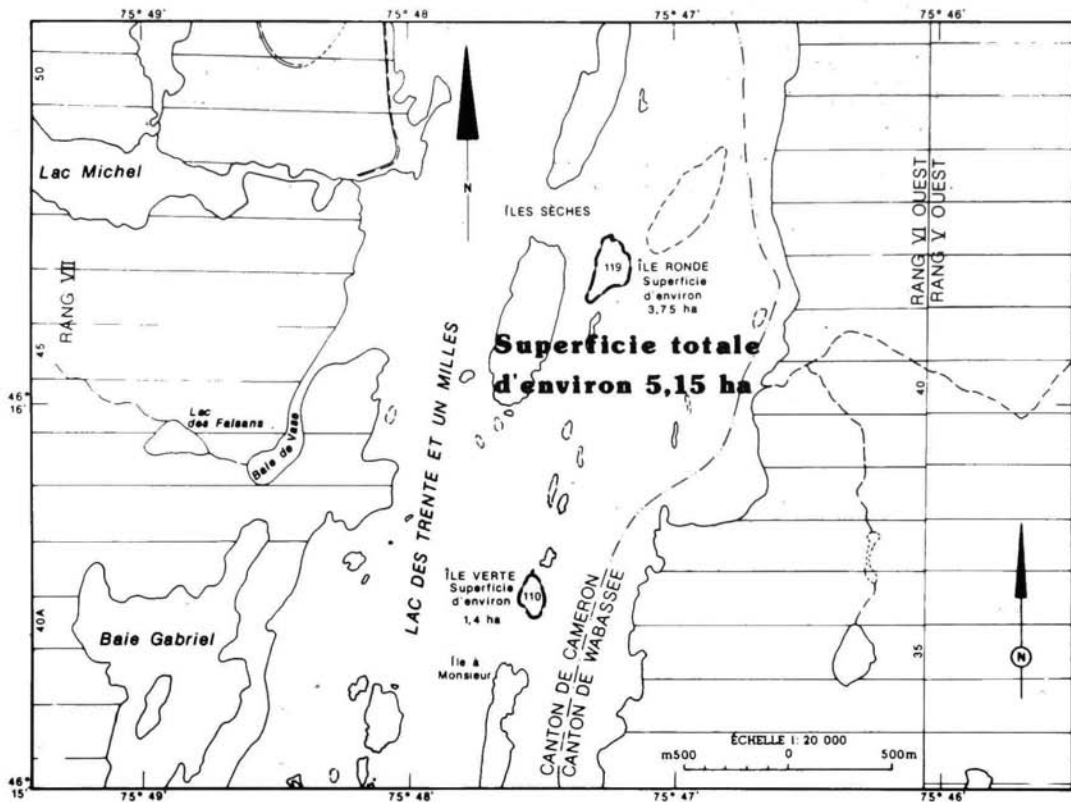 75° 49'
75° 48'
75° 47'
75° 46'
50
Lac Michel
N
ÎLES SÈCHES
RANG VI OUEST
RANG V OUEST
119
ÎLE RONDE
Superficie
d'environ
3,75 ha
RANG VII
Superficie totale
d'environ 5,15 ha
45
46°
16'
40
Lac
des Faisans
Baie de Vase
LAC DES TRENTE ET UN MILLES
ÎLE VERTE
Superficie
d'environ
1,4 ha
110
40A
Baie Gabriel
CANTON DE CAMERON
CANTON DE WABASSEE
35
N
Île à
Monsieur
ÉCHELLE 1: 20 000
m500 0 500m
46°
15'
75° 49'
75° 48'
75° 47'
75° 46'